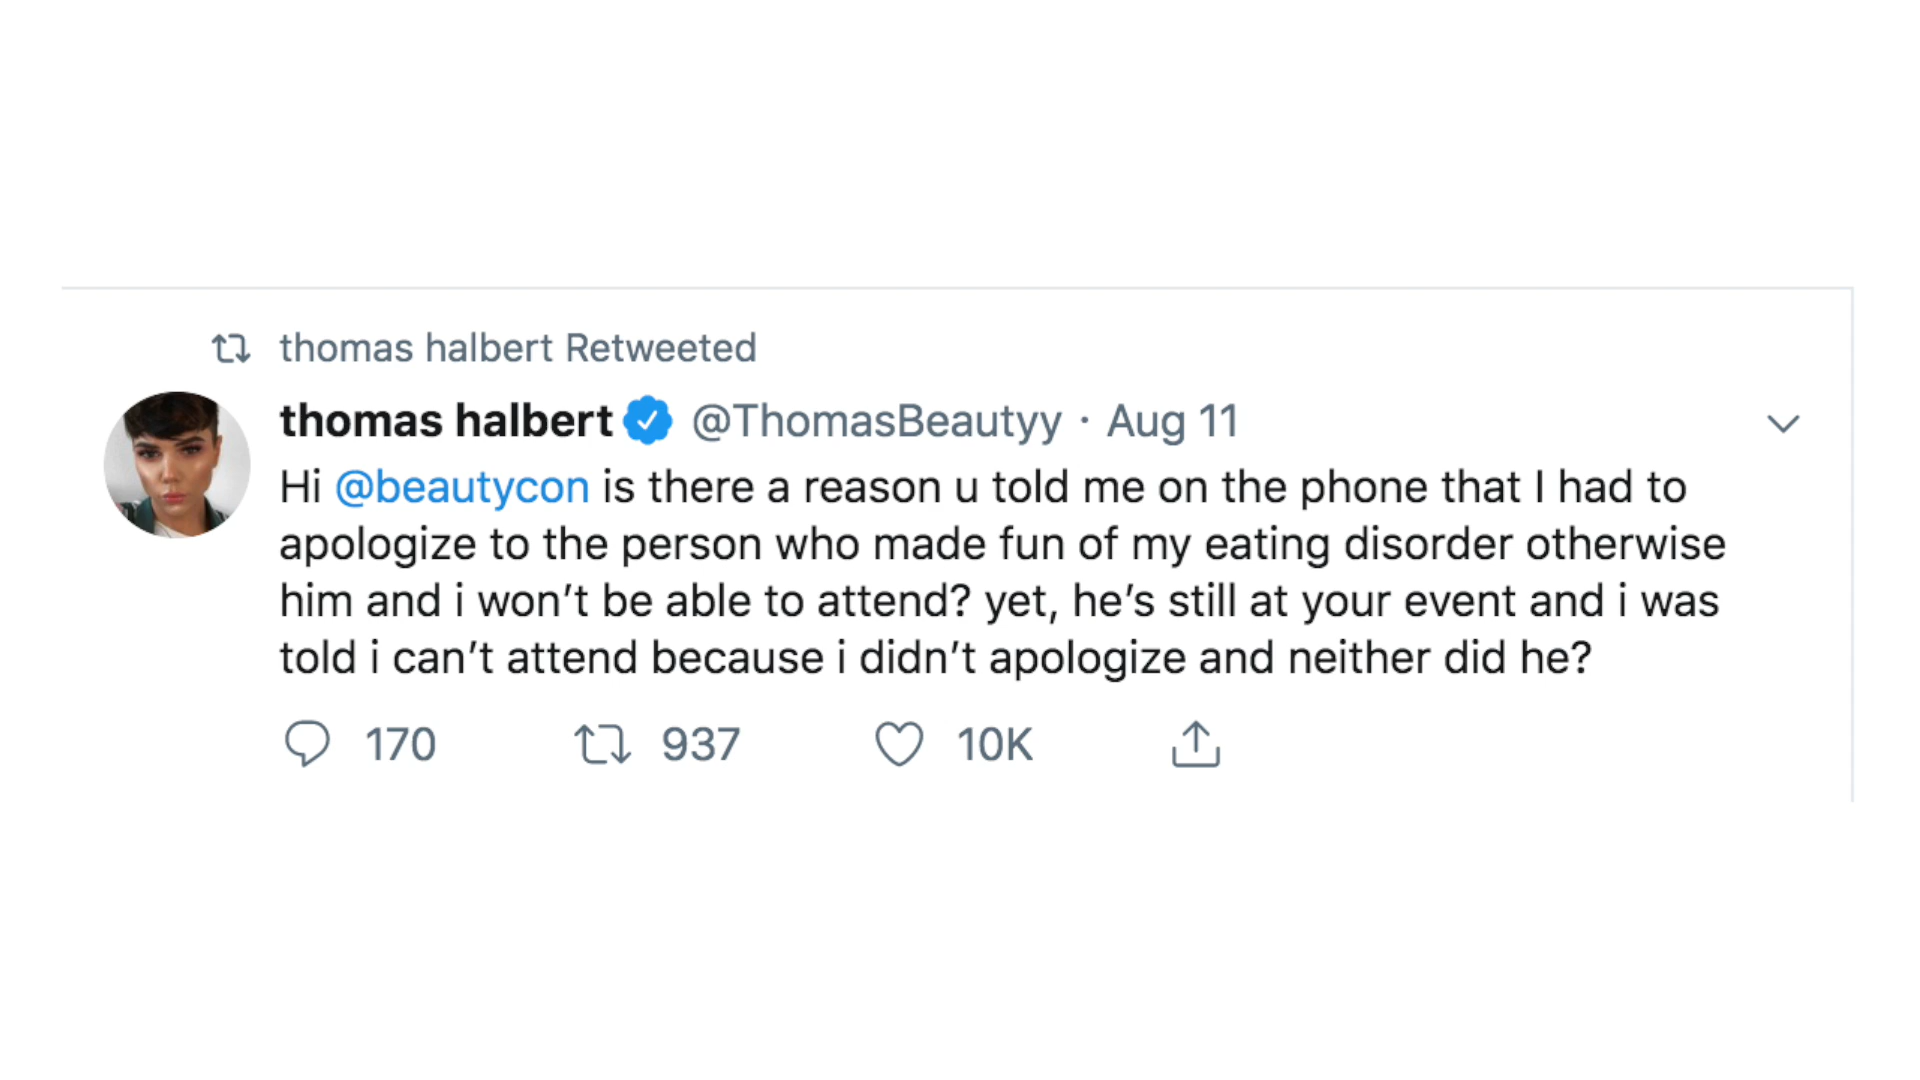 thomas halbert Retweeted
thomas halbert @ThomasBeautyy · Aug 11
Hi @beautycon is there a reason u told me on the phone that I had to
apologize to the person who made fun of my eating disorder otherwise
him and i won’t be able to attend? yet, he’s still at your event and i was
told i can’t attend because i didn’t apologize and neither did he?
170 937 10K